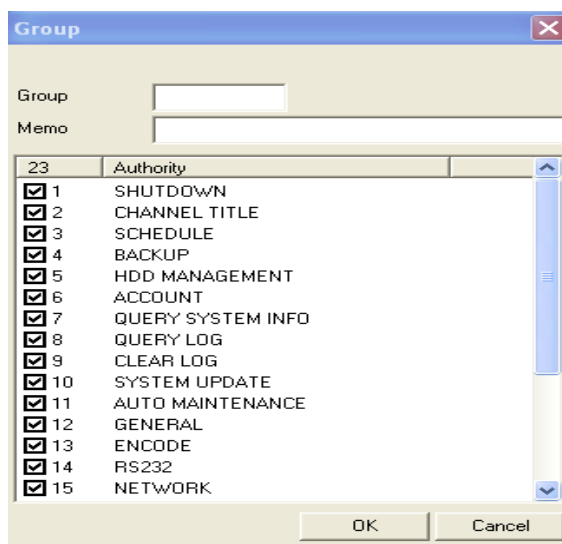 Group
Group
Memo
23 Authority
1 SHUTDOWN
2 CHANNEL TITLE
3 SCHEDULE
4 BACKUP
5 HDD MANAGEMENT
6 ACCOUNT
7 QUERY SYSTEM INFO
8 QUERY LOG
9 CLEAR LOG
10 SYSTEM UPDATE
11 AUTO MAINTENANCE
12 GENERAL
13 ENCODE
14 RS232
15 NETWORK
OK Cancel